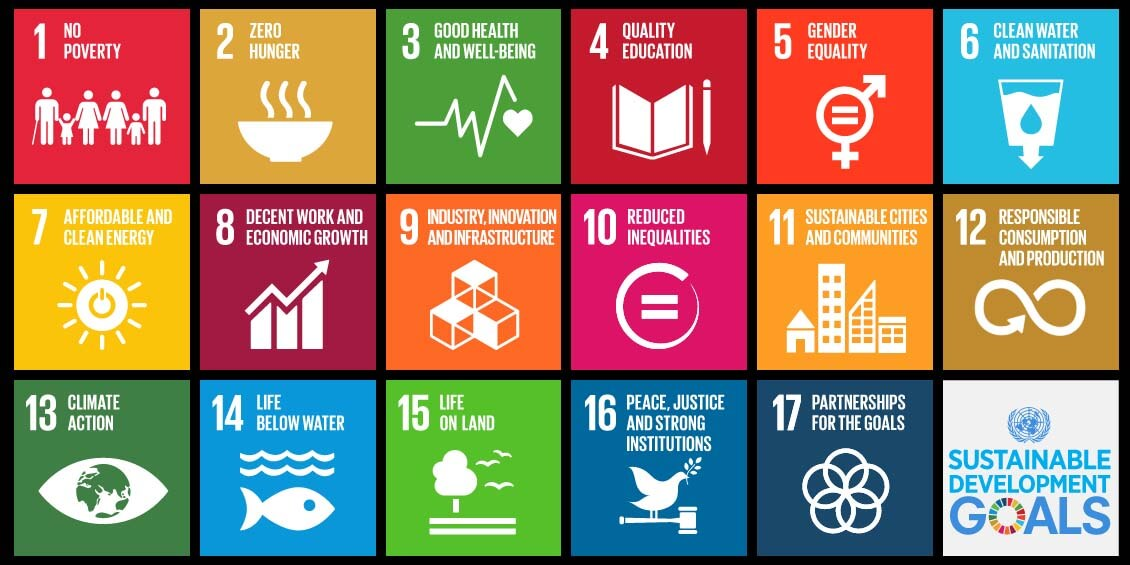 1 NO
POVERTY
2 ZERO
HUNGER
3 GOOD HEALTH
AND WELL-BEING
4 QUALITY
EDUCATION
5 GENDER
EQUALITY
6 CLEAN WATER
AND SANITATION
7 AFFORDABLE AND
CLEAN ENERGY
8 DECENT WORK AND
ECONOMIC GROWTH
9 INDUSTRY, INNOVATION
AND INFRASTRUCTURE
10 REDUCED
INEQUALITIES
11 SUSTAINABLE CITIES
AND COMMUNITIES
12 RESPONSIBLE
CONSUMPTION
AND PRODUCTION
13 CLIMATE
ACTION
14 LIFE
BELOW WATER
15 LIFE
ON LAND
16 PEACE, JUSTICE
AND STRONG
INSTITUTIONS
17 PARTNERSHIPS
FOR THE GOALS
SUSTAINABLE
DEVELOPMENT
GOALS